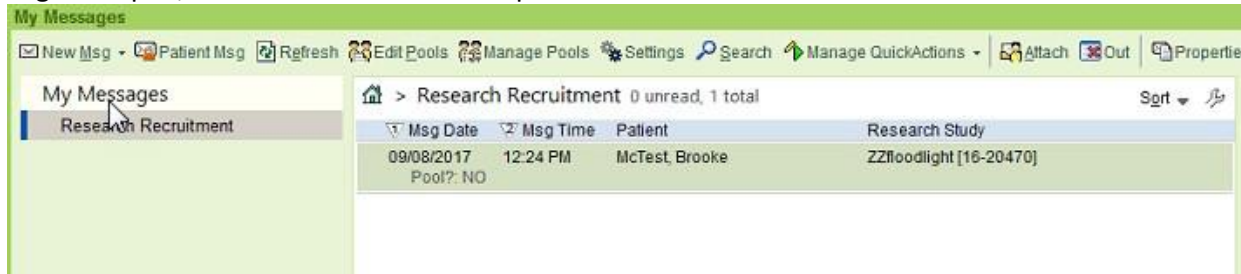 My Messages
New Msg Patient Msg Refresh Edit Pools Manage Pools Settings Search Manage QuickActions Attach Out Propertie
My Messages
Research Recruitment
> Research Recruitment 0 unread, 1 total Sort
1 Msg Date 2 Msg Time Patient Research Study
09/08/2017 12:24 PM McTest, Brooke ZZfloodlight [16-20470]
Pool?: NO